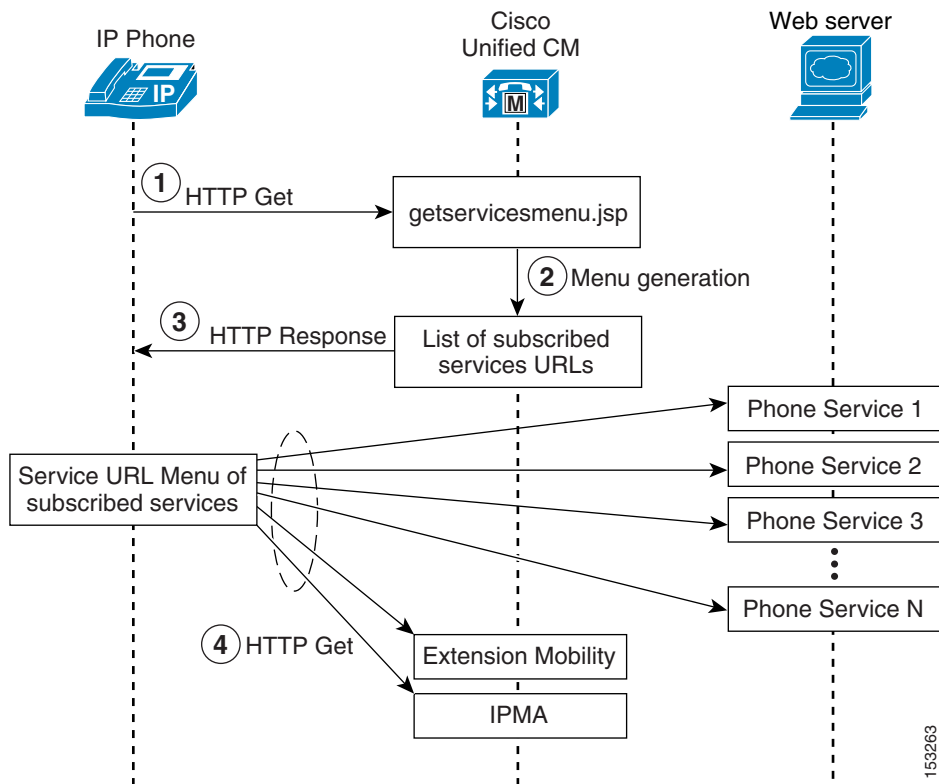 IP Phone
Cisco
Unified CM
Web server
IP
M
1
HTTP Get
getservicesmenu.jsp
2
Menu generation
3
HTTP Response
List of subscribed
services URLs
Phone Service 1
Service URL Menu of
subscribed services
Phone Service 2
Phone Service 3
Phone Service N
4
HTTP Get
Extension Mobility
IPMA
153263